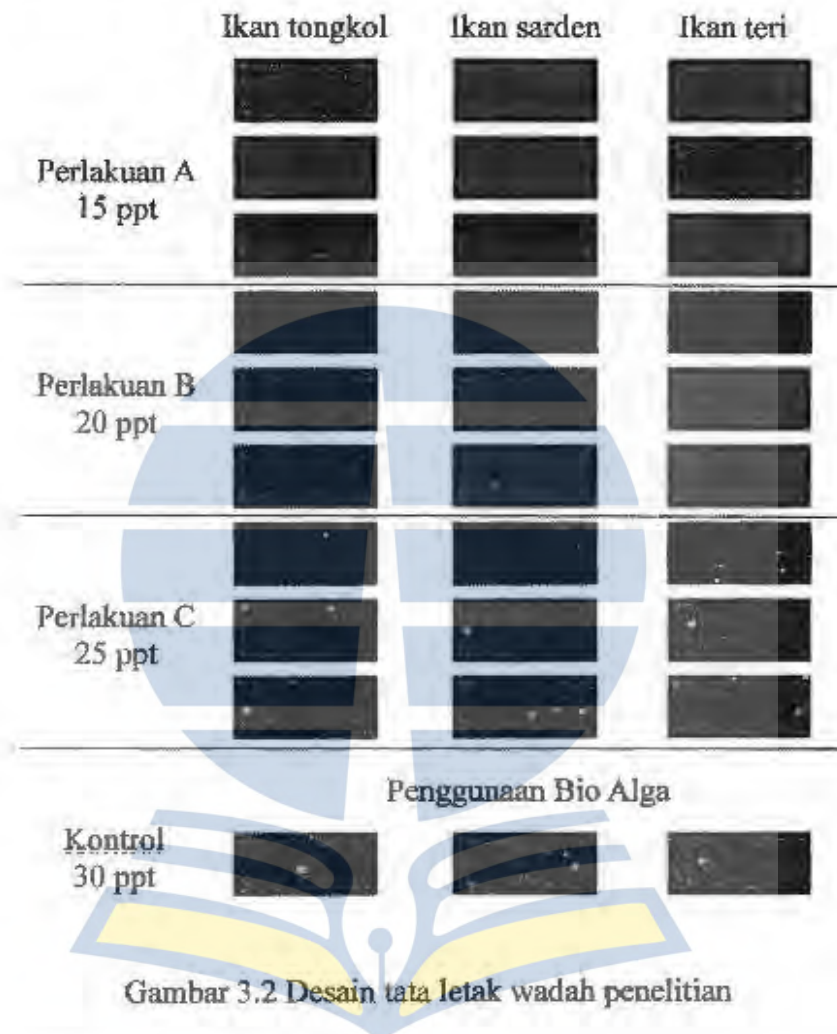 Ikan tongkol Ikan sarden Ikan teri
Perlakuan A
15 ppt
Perlakuan B
20 ppt
Perlakuan C
25 ppt
Penggunaan Bio Alga
Kontrol
30 ppt
Gambar 3.2 Desain tata letak wadah penelitian